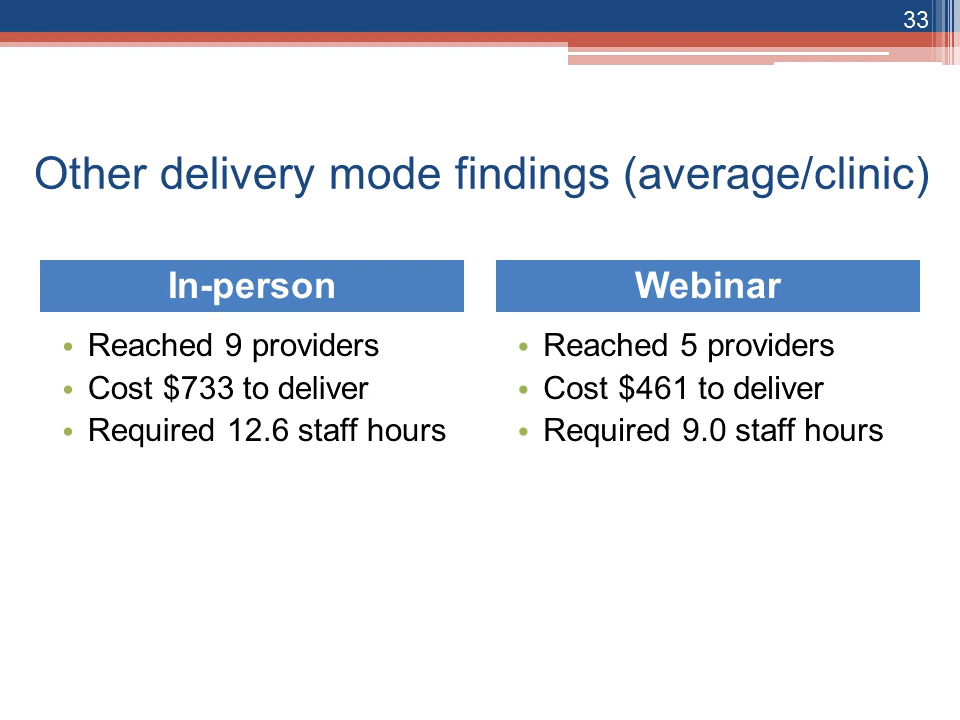 33
Other delivery mode findings (average/clinic)
In-person
• Reached 9 providers
• Cost $733 to deliver
• Required 12.6 staff hours
Webinar
• Reached 5 providers
• Cost $461 to deliver
• Required 9.0 staff hours